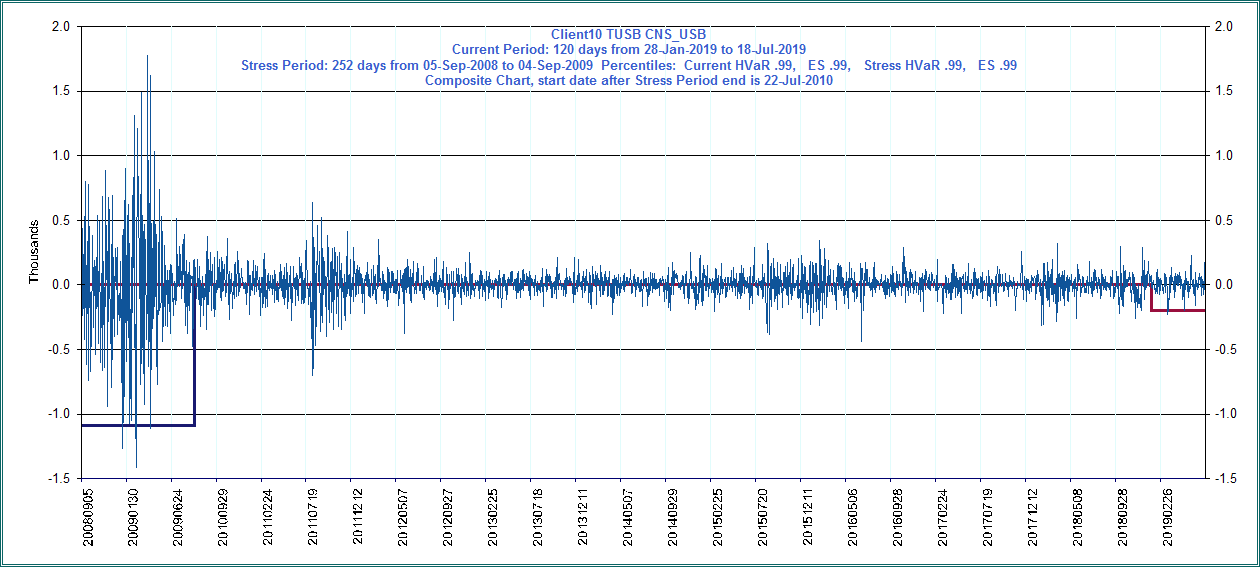 Client10 TUSB CNS_USB
Current Period: 120 days from 28-Jan-2019 to 18-Jul-2019
Stress Period: 252 days from 05-Sep-2008 to 04-Sep-2009  Percentiles:  Current HVaR .99,   ES .99,    Stress HVaR .99,   ES .99
Composite Chart, start date after Stress Period end is 22-Jul-2010
2.0 2.0
1.5 1.5
1.0 1.0
0.5 0.5
Thousands
0.0 0.0
-0.5 -0.5
-1.0 -1.0
-1.5 -1.5
20080905 20090130 20090624 20100929 20110224 20110719 20111212 20120507 20120927 20130225 20130718 20131211 20140507 20140929 20150225 20150720 20151211 20160506 20160928 20170224 20170719 20171212 20180508 20180928 20190226